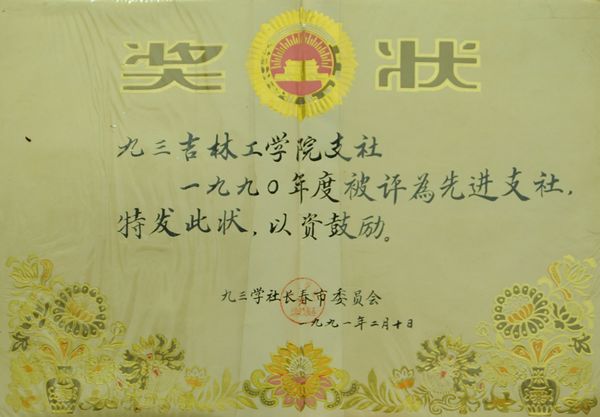 奖状
九三吉林工学院支社
一九九〇年度被评為先进支社,
特发此状,以资鼓励。
九三学社长春市委员会
一九九一年二月十日